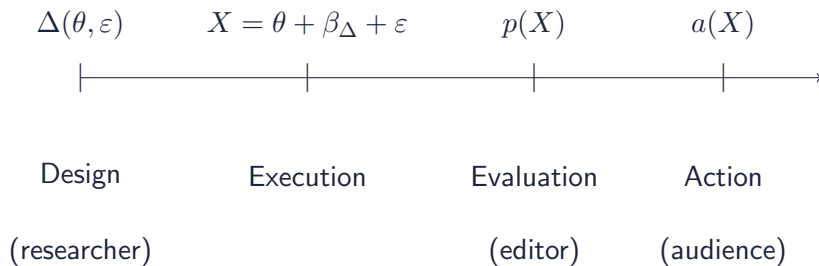 Δ(θ, ε) X = θ + β_Δ + ε p(X) a(X)
Design Execution Evaluation Action
(researcher) (editor) (audience)